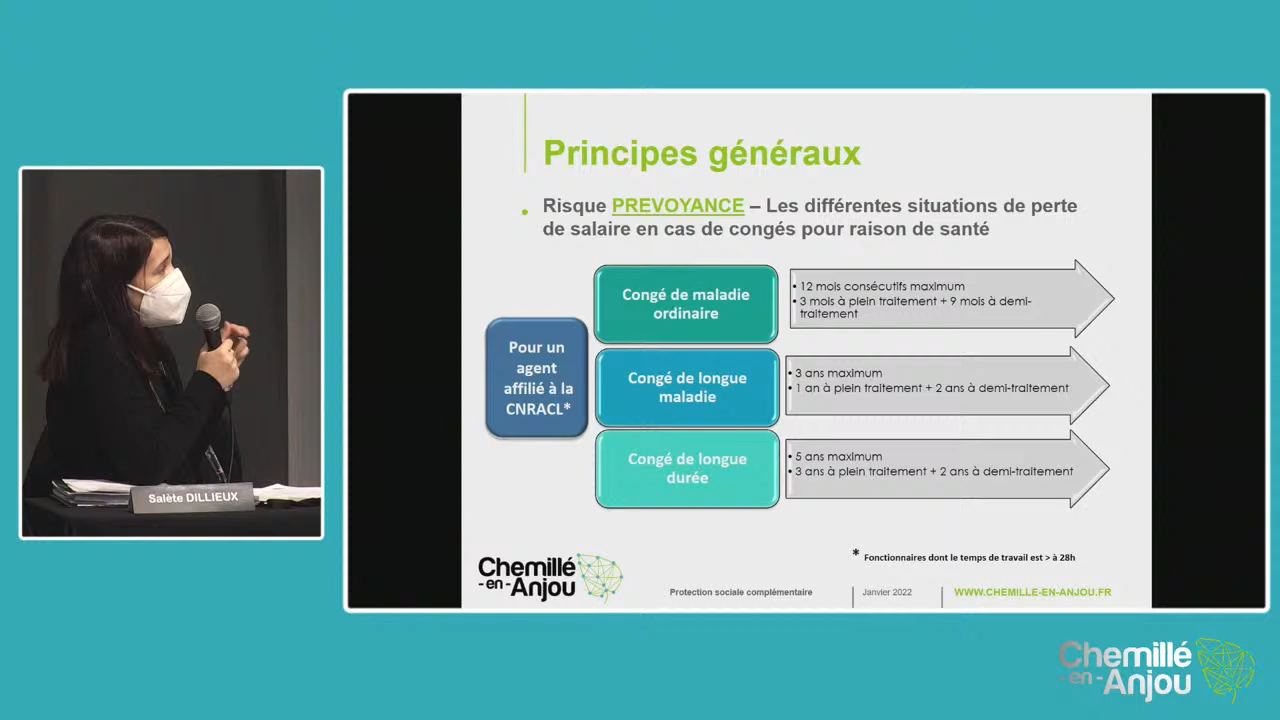 Principes généraux
• Risque PREVOYANCE – Les différentes situations de perte
de salaire en cas de congés pour raison de santé
Pour un
agent
affilié à la
CNRACL*
Congé de maladie
ordinaire
• 12 mois consécutifs maximum
• 3 mois à plein traitement + 9 mois à demi-
traitement
Congé de longue
maladie
• 3 ans maximum
• 1 an à plein traitement + 2 ans à demi-traitement
Congé de longue
durée
• 5 ans maximum
• 3 ans à plein traitement + 2 ans à demi-traitement
* Fonctionnaires dont le temps de travail est > à 28h
Chemillé
-en-Anjou
Protection sociale complémentaire
Janvier 2022
WWW.CHEMILLE-EN-ANJOU.FR
Salète DILLIEUX
Chemillé
-en-
Anjou